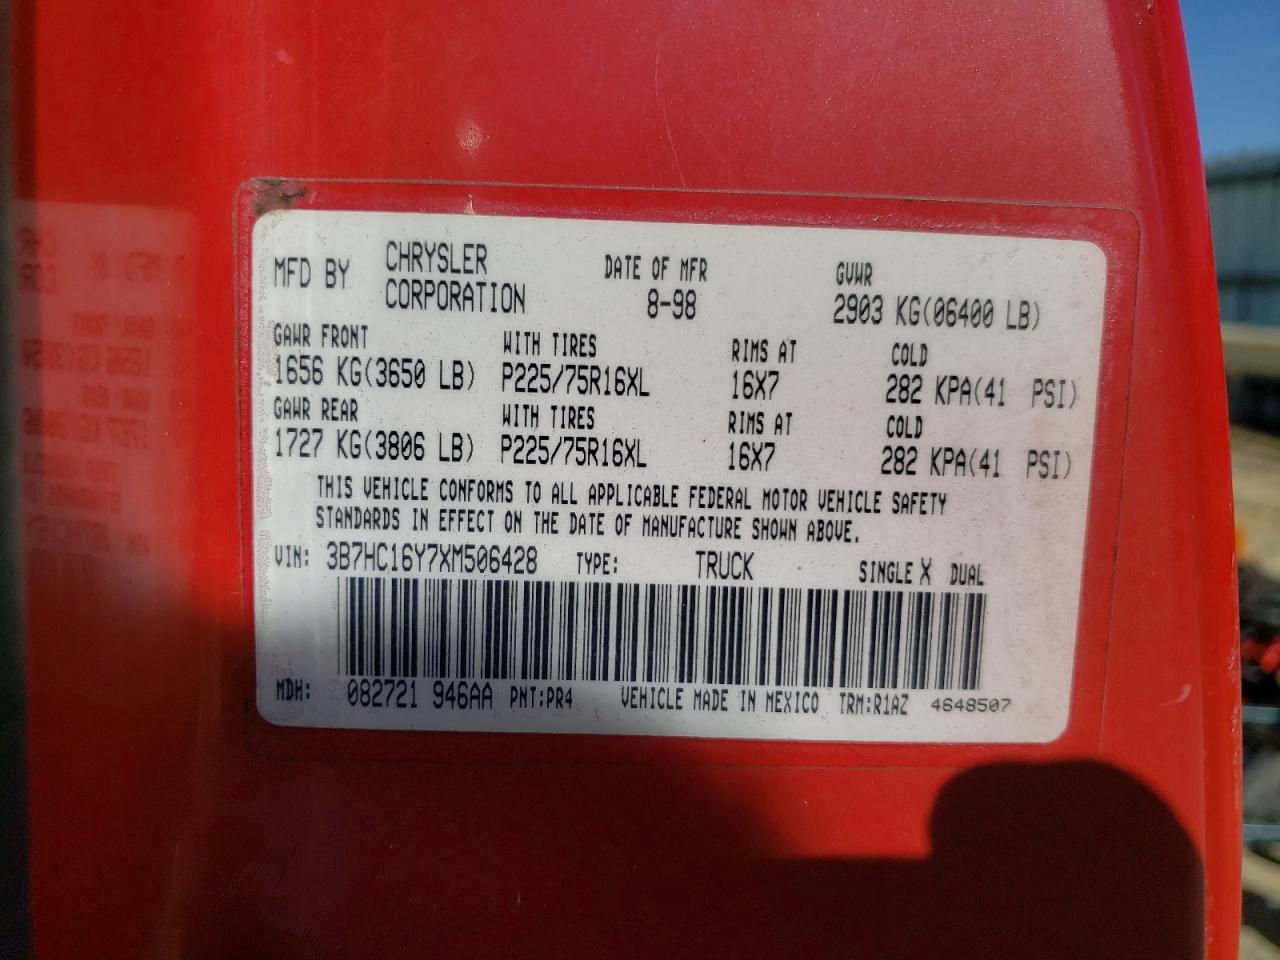 MFD BY CHRYSLER CORPORATION DATE OF MFR 8-98 GVWR 2903 KG(06400 LB)
GAWR FRONT WITH TIRES RIMS AT COLD
1656 KG(3650 LB) P225/75R16XL 16X7 282 KPA(41 PSI)
GAWR REAR WITH TIRES RIMS AT COLD
1727 KG(3806 LB) P225/75R16XL 16X7 282 KPA(41 PSI)
THIS VEHICLE CONFORMS TO ALL APPLICABLE FEDERAL MOTOR VEHICLE SAFETY
STANDARDS IN EFFECT ON THE DATE OF MANUFACTURE SHOWN ABOVE.
VIN: 3B7HC16Y7XM506428 TYPE: TRUCK SINGLE X DUAL
MDH: 082721 946AA PNT:PR4 VEHICLE MADE IN MEXICO TRM:R1AZ 4648507